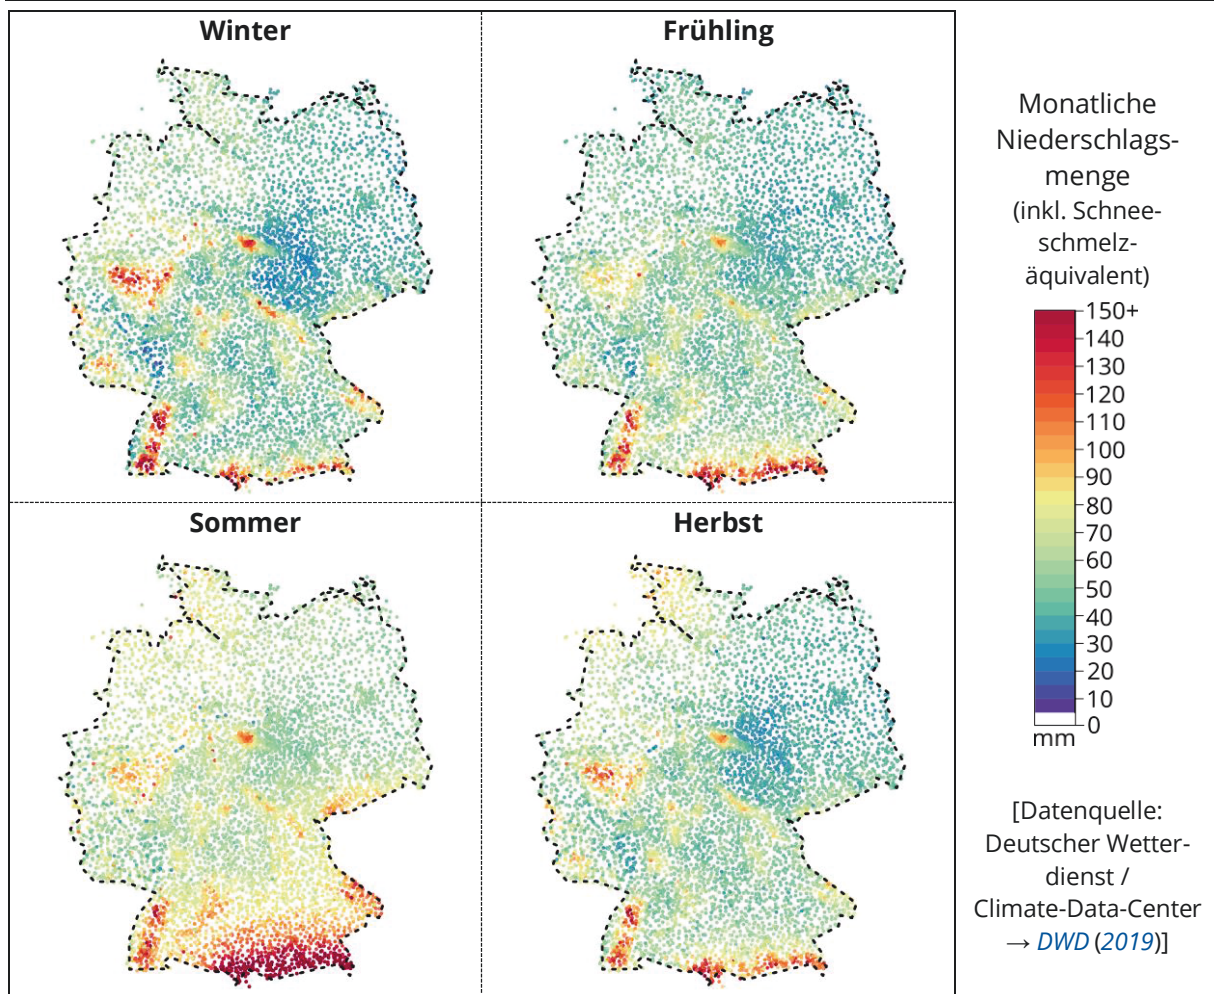 Winter
Frühling
Sommer
Herbst
Monatliche
Niederschlags-
menge
(inkl. Schnee-
schmelz-
äquivalent)
150+
140
130
120
110
100
90
80
70
60
50
40
30
20
10
0
mm
[Datenquelle:
Deutscher Wetter-
dienst /
Climate-Data-Center
→ DWD (2019)]